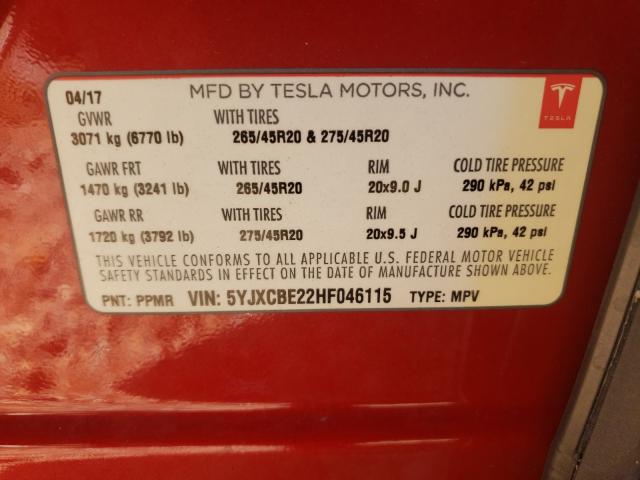 04/17 MFD BY TESLA MOTORS, INC.
TESLA
GVWR WITH TIRES
3071 kg (6770 lb) 265/45R20 & 275/45R20
GAWR FRT WITH TIRES RIM COLD TIRE PRESSURE
1470 kg (3241 lb) 265/45R20 20x9.0 J 290 kPa, 42 psi
GAWR RR WITH TIRES RIM COLD TIRE PRESSURE
1720 kg (3792 lb) 275/45R20 20x9.5 J 290 kPa, 42 psi
THIS VEHICLE CONFORMS TO ALL APPLICABLE U.S. FEDERAL MOTOR VEHICLE
SAFETY STANDARDS IN EFFECT ON THE DATE OF MANUFACTURE SHOWN ABOVE.
PNT: PPMR VIN: 5YJXCBE22HF046115 TYPE: MPV